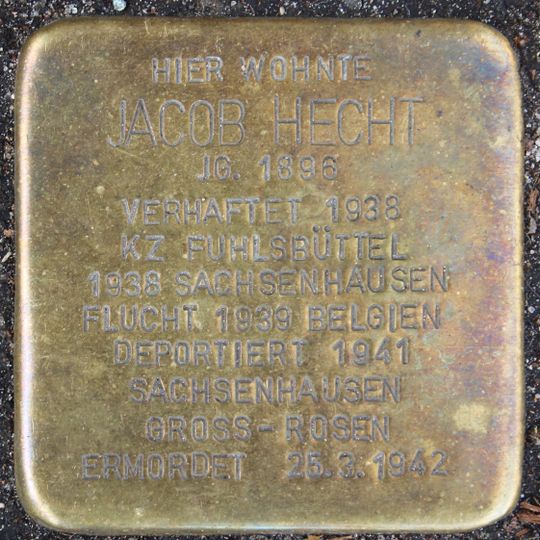 HIER WOHNTE
JACOB HECHT
JG. 1896
VERHAFTET 1938
KZ FUHLSBÜTTEL
1938 SACHSENHAUSEN
FLUCHT 1939 BELGIEN
DEPORTIERT 1941
SACHSENHAUSEN
GROSS-ROSEN
ERMORDET 25.3.1942